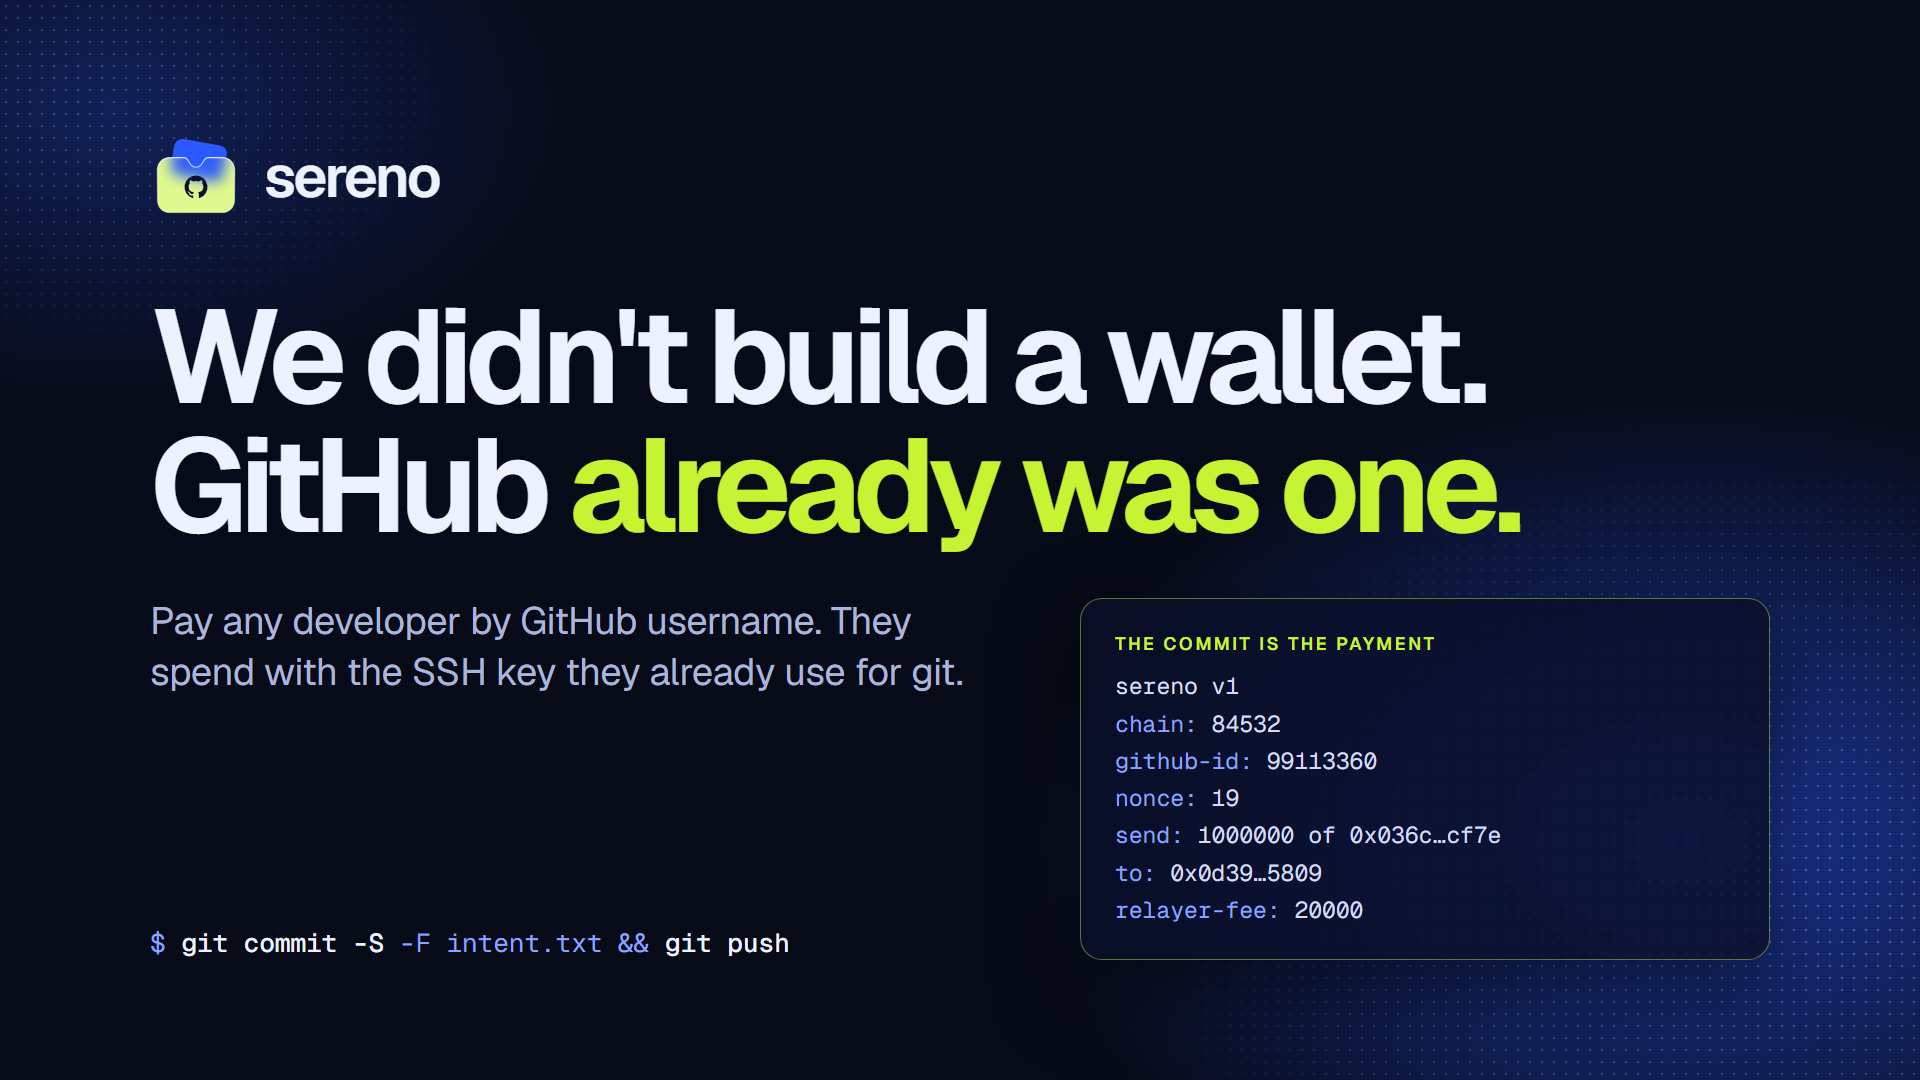 sereno
We didn't build a wallet.
GitHub already was one.
Pay any developer by GitHub username. They
spend with the SSH key they already use for git.
$ git commit -S -F intent.txt && git push
THE COMMIT IS THE PAYMENT
sereno v1
chain: 84532
github-id: 99113360
nonce: 19
send: 1000000 of 0x036c…cf7e
to: 0x0d39…5809
relayer-fee: 20000